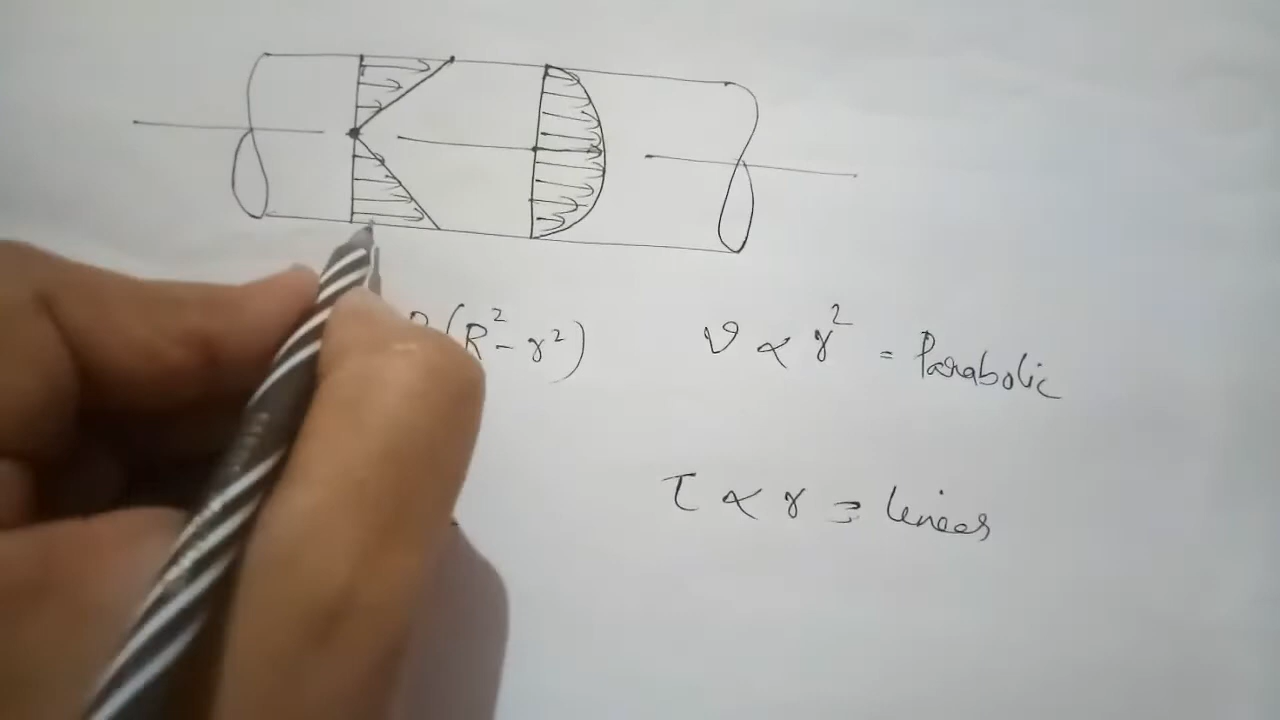 (R² - r²)
v ∝ r² = Parabolic
τ ∝ r = linear